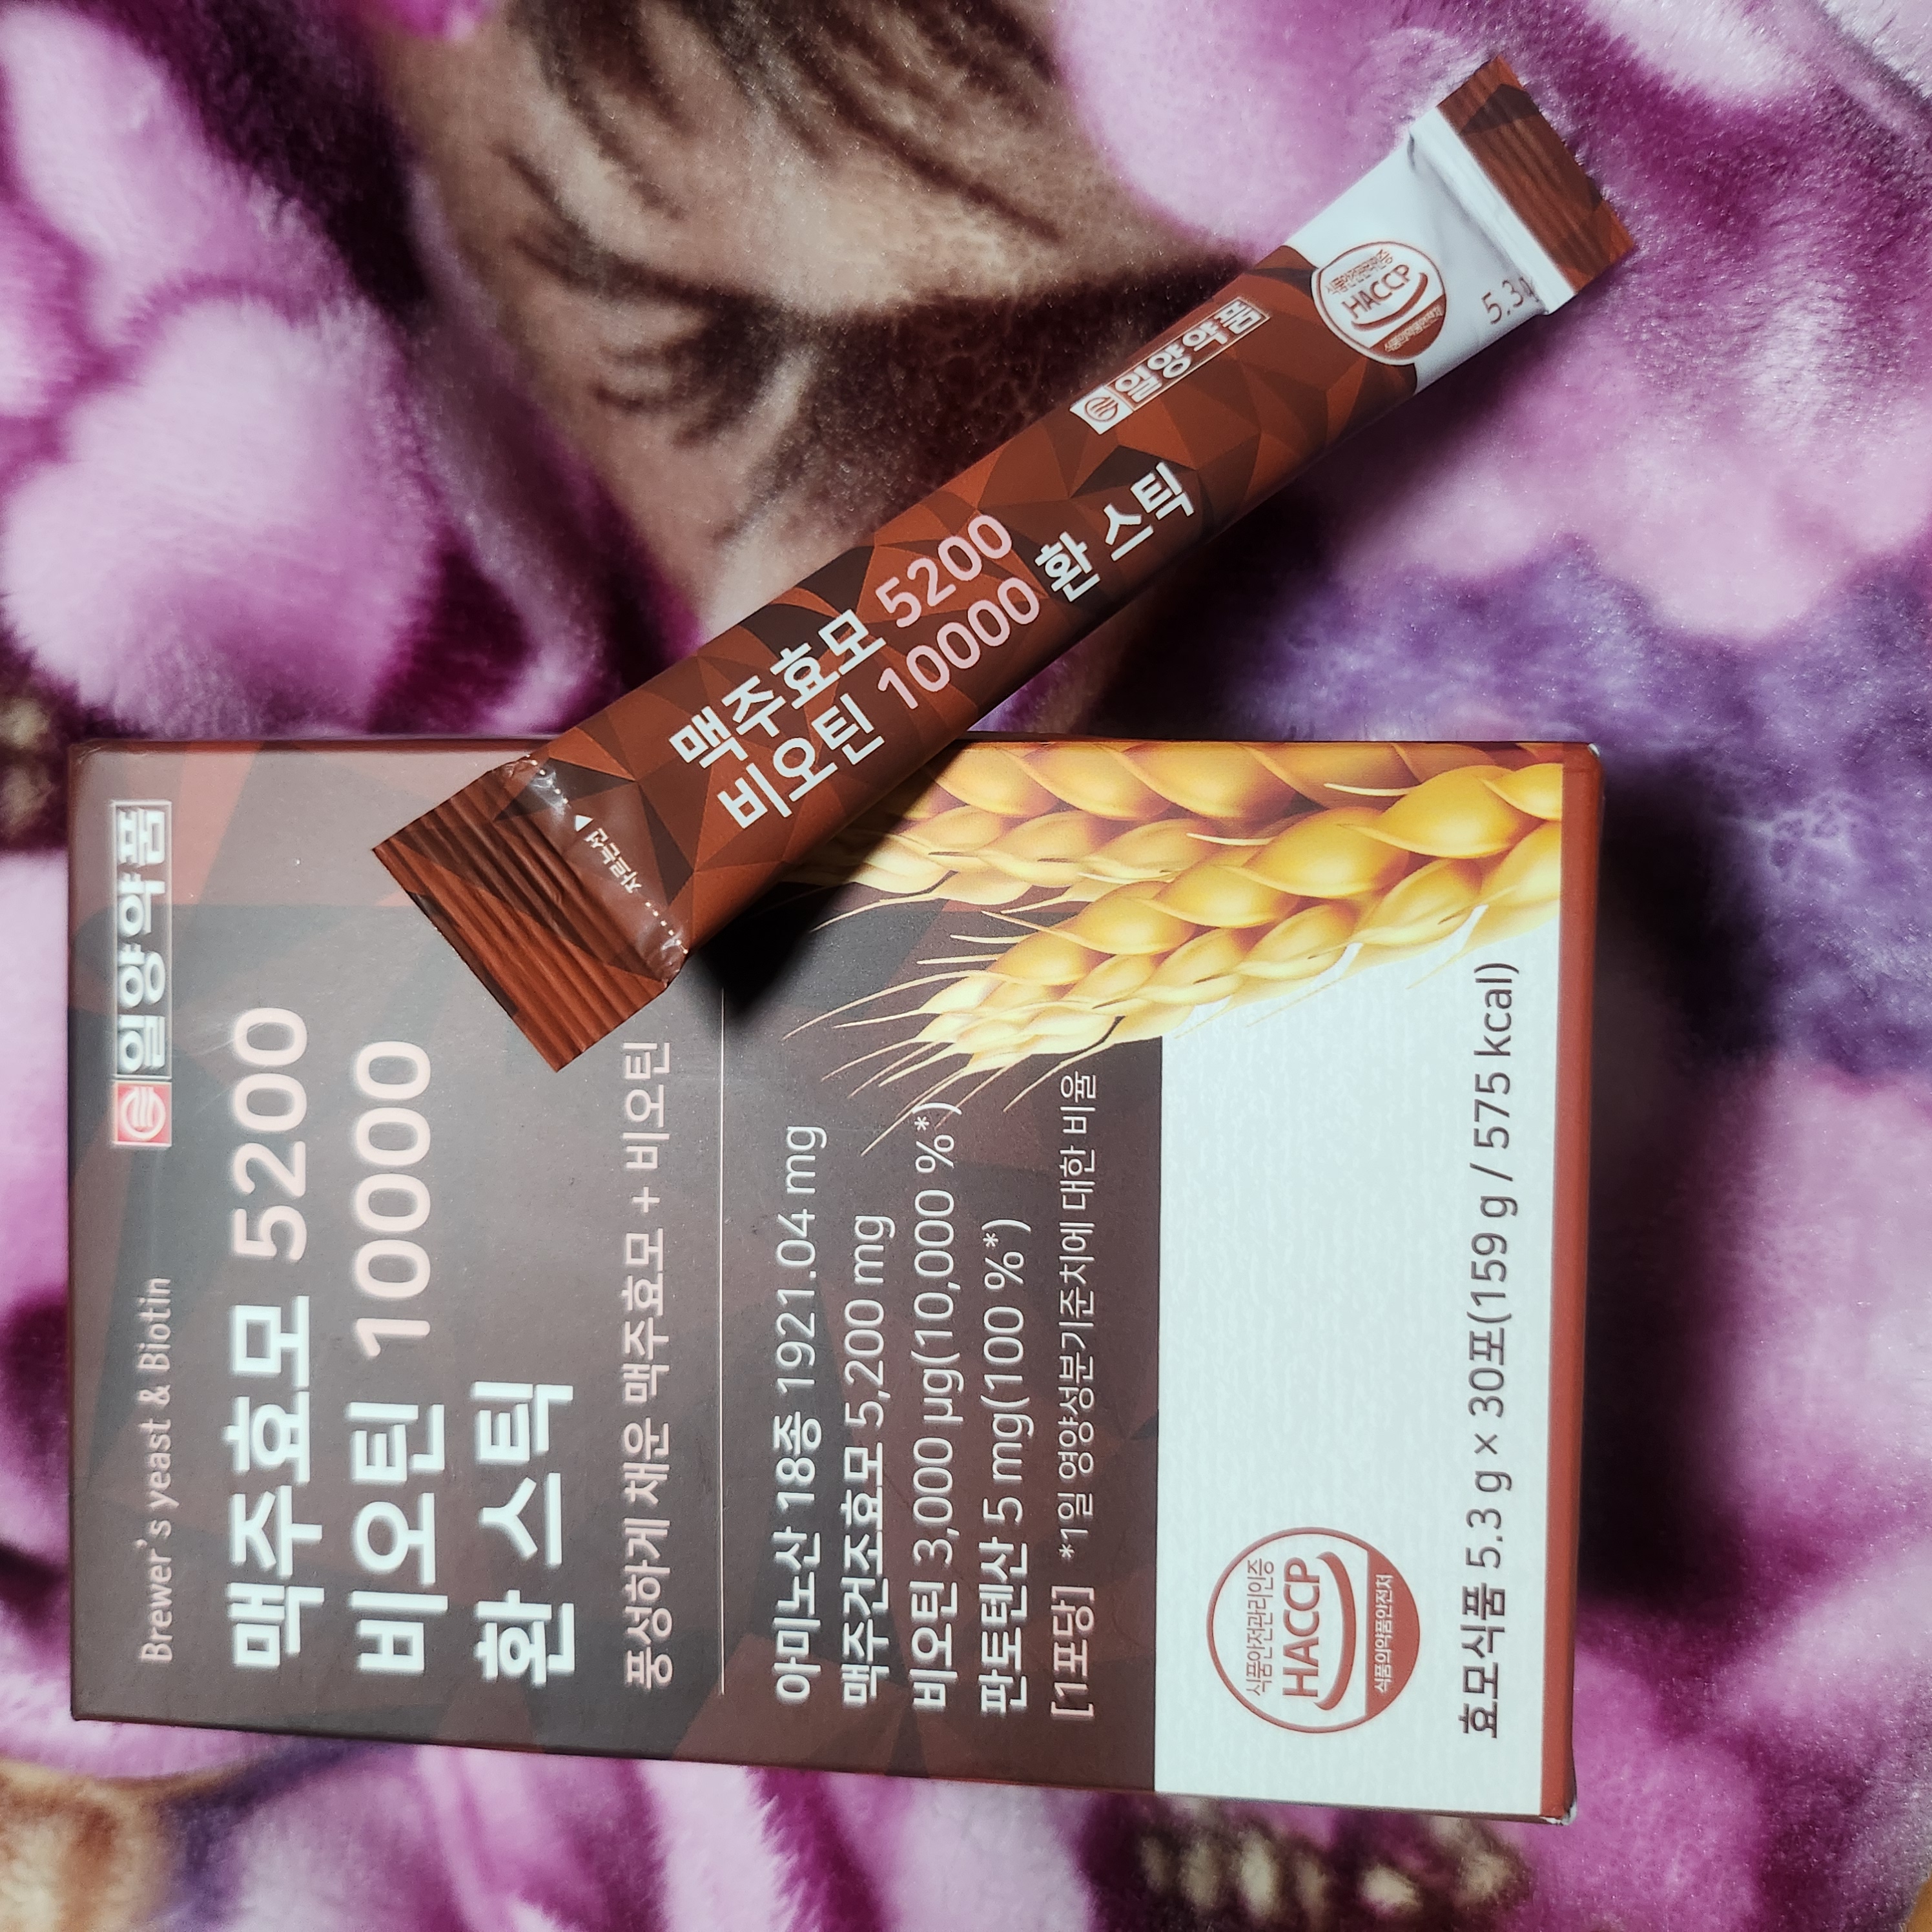 Brewer's yeast & Biotin
일양약품
맥주효모 5200
비오틴 10000
환 스틱
풍성하게 채운 맥주효모 + 비오틴
아미노산 18종 1921.04 mg
맥주건조효모 5,200 mg
비오틴 3,000 µg(10,000 %*)
판토텐산 5 mg(100 %*)
[1포당] *1일 영양성분기준치에 대한 비율
식품안전관리인증
HACCP
식품의약품안전처
효모식품 5.3 g × 30포(159 g / 575 kcal)
자르는선
맥주효모 5200
비오틴 10000 환 스틱
일양약품
식품안전관리인증
HACCP
식품의약품안전처
5.3g